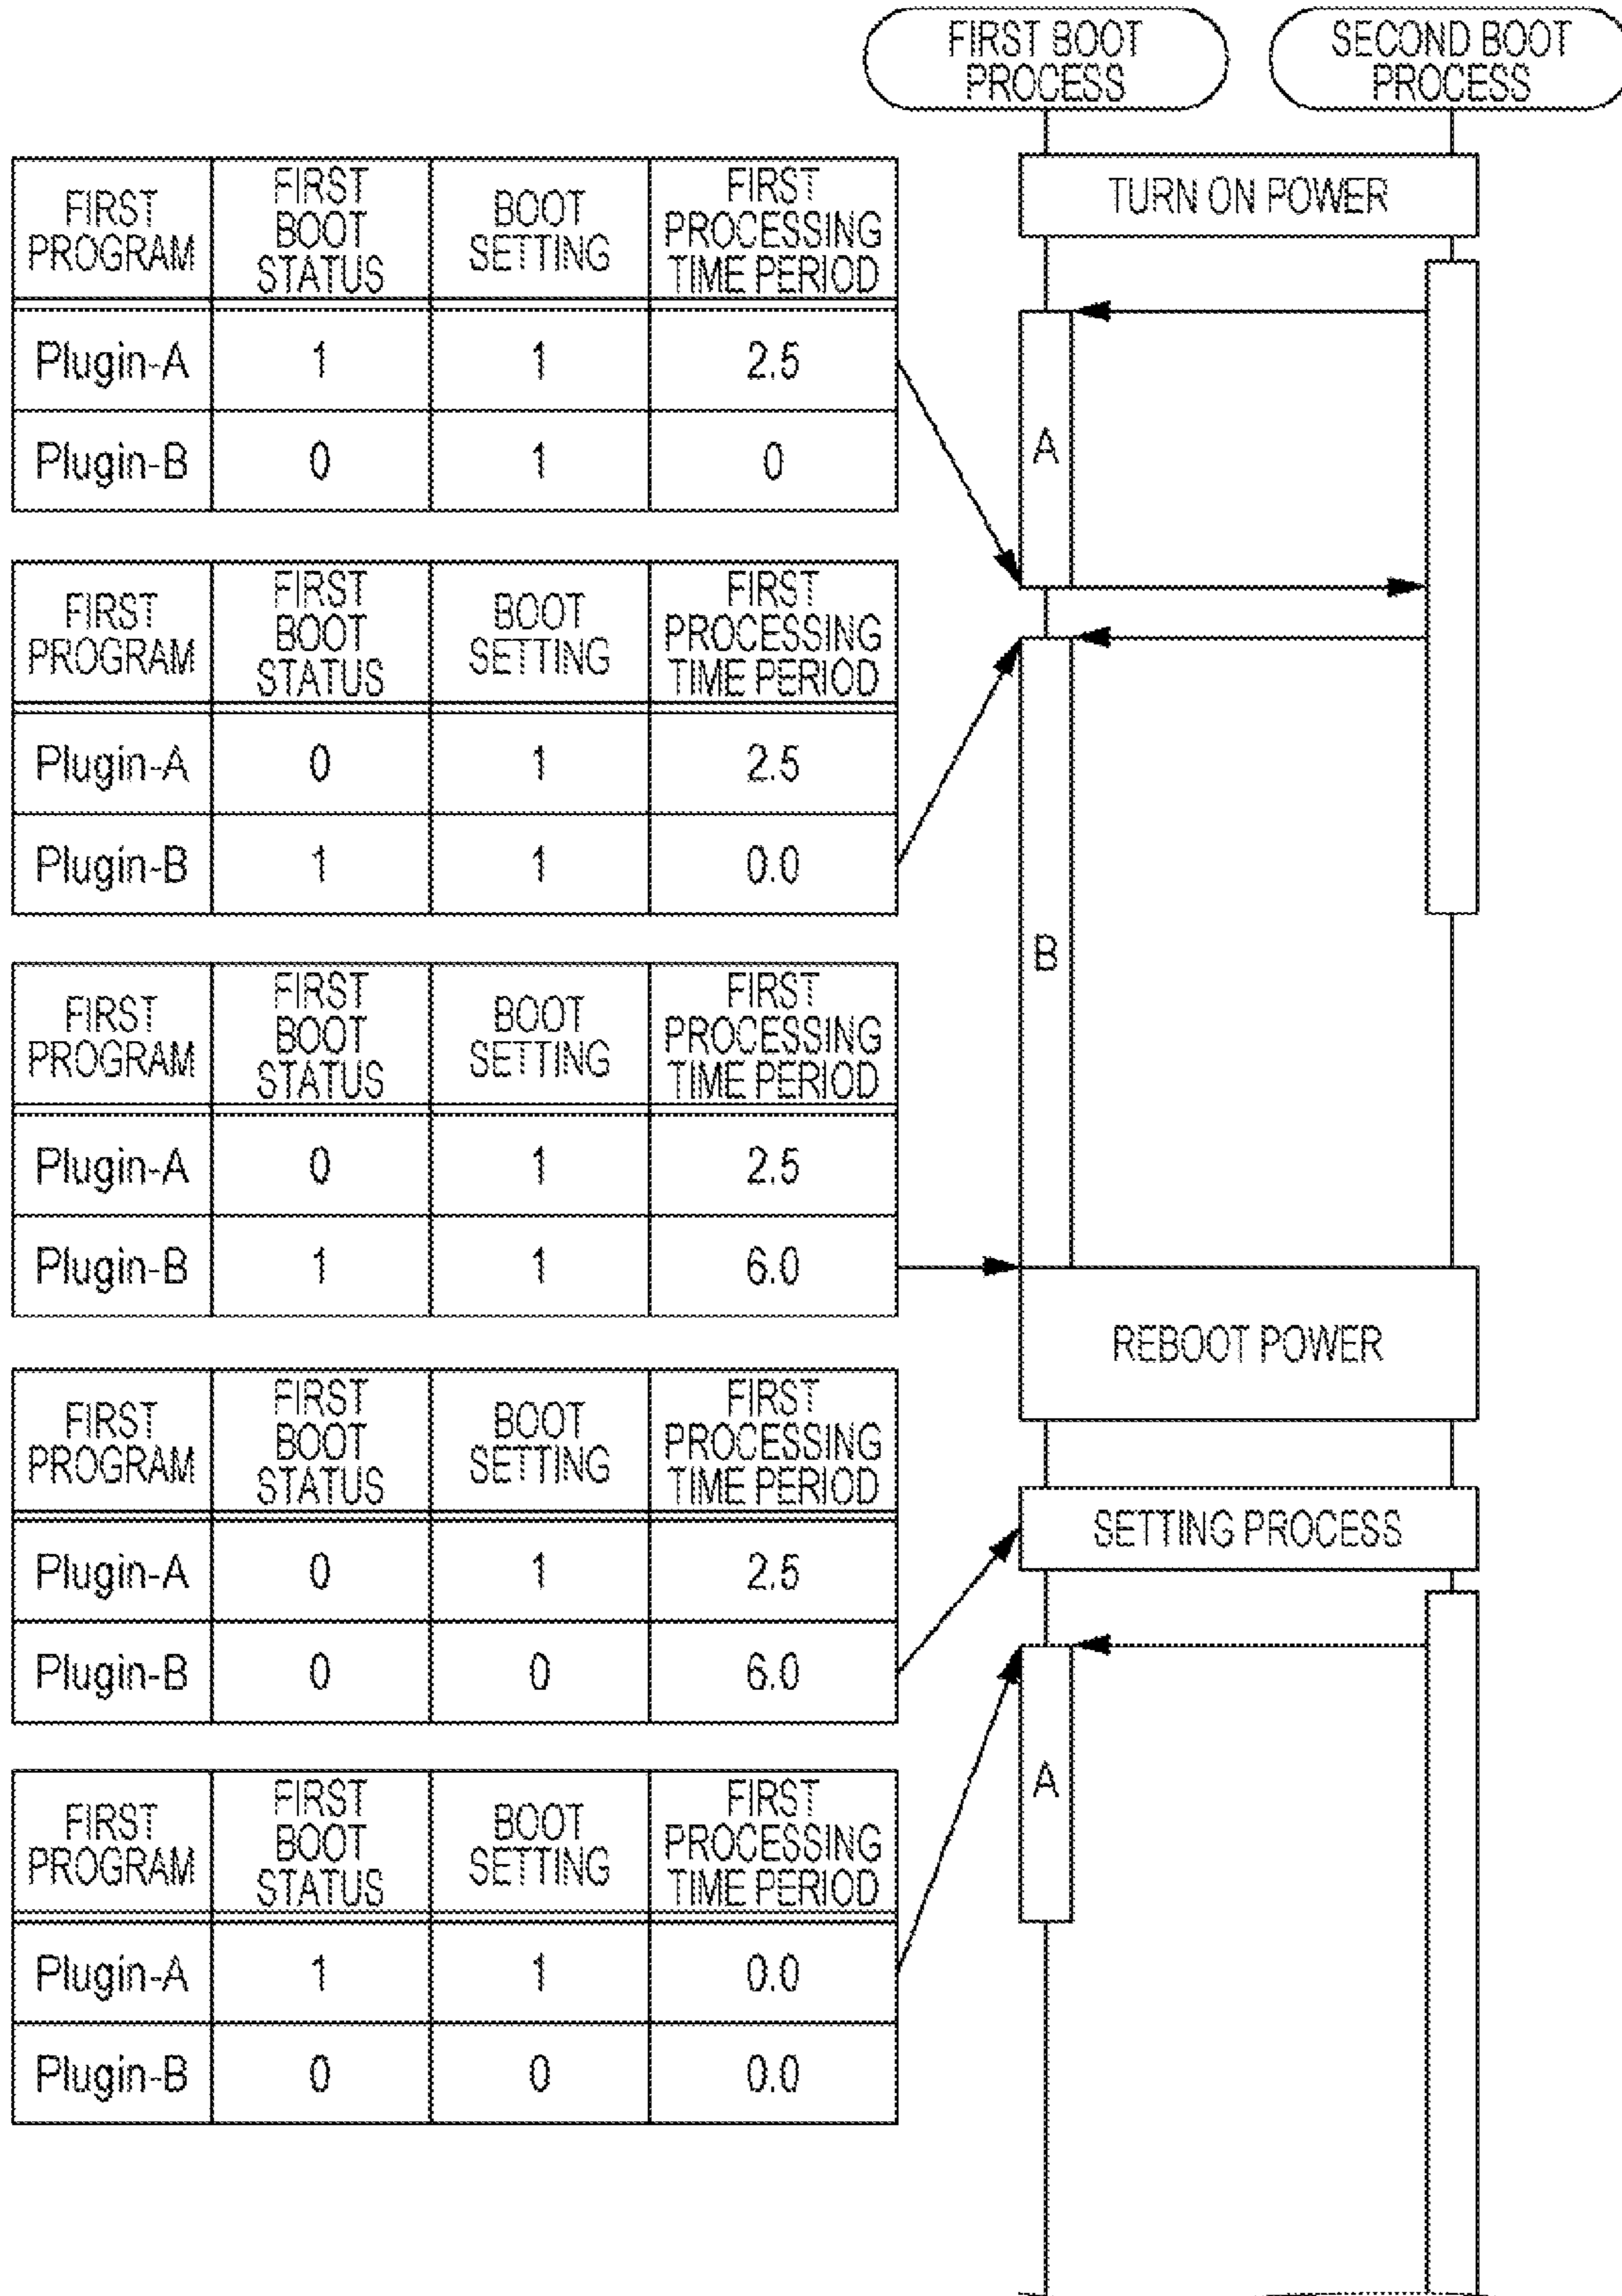 FIRST BOOT
PROCESS
SECOND BOOT
PROCESS
TURN ON POWER
FIRST
PROGRAM
FIRST
BOOT
STATUS
BOOT
SETTING
FIRST
PROCESSING
TIME PERIOD
Plugin-A 1 1 2.5
Plugin-B 0 1 0
A
FIRST
PROGRAM
FIRST
BOOT
STATUS
BOOT
SETTING
FIRST
PROCESSING
TIME PERIOD
Plugin-A 0 1 2.5
Plugin-B 1 1 0.0
B
FIRST
PROGRAM
FIRST
BOOT
STATUS
BOOT
SETTING
FIRST
PROCESSING
TIME PERIOD
Plugin-A 0 1 2.5
Plugin-B 1 1 6.0
REBOOT POWER
FIRST
PROGRAM
FIRST
BOOT
STATUS
BOOT
SETTING
FIRST
PROCESSING
TIME PERIOD
Plugin-A 0 1 2.5
Plugin-B 0 0 6.0
SETTING PROCESS
FIRST
PROGRAM
FIRST
BOOT
STATUS
BOOT
SETTING
FIRST
PROCESSING
TIME PERIOD
Plugin-A 1 1 0.0
Plugin-B 0 0 0.0
A